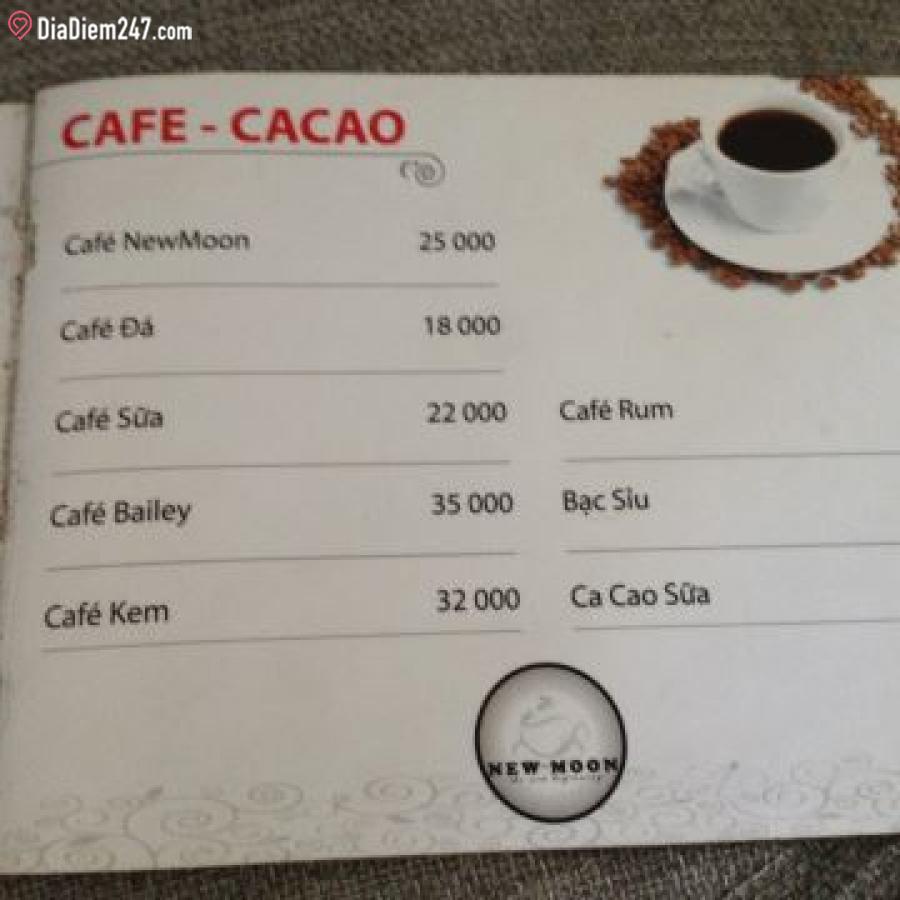 DiaDiem247.com
CAFE - CACAO
Café NewMoon 25 000
Café Đá 18 000
Café Sữa 22 000
Café Bailey 35 000
Café Kem 32 000
Café Rum
Bạc Sỉu
Ca Cao Sữa
NEW MOON